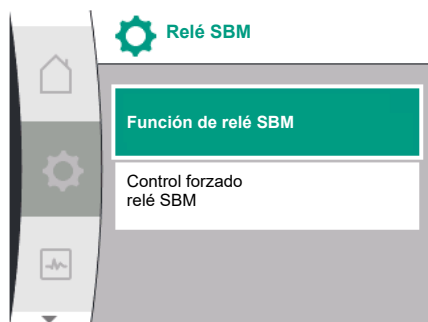 Relé SBM
Función de relé SBM
Control forzado
relé SBM